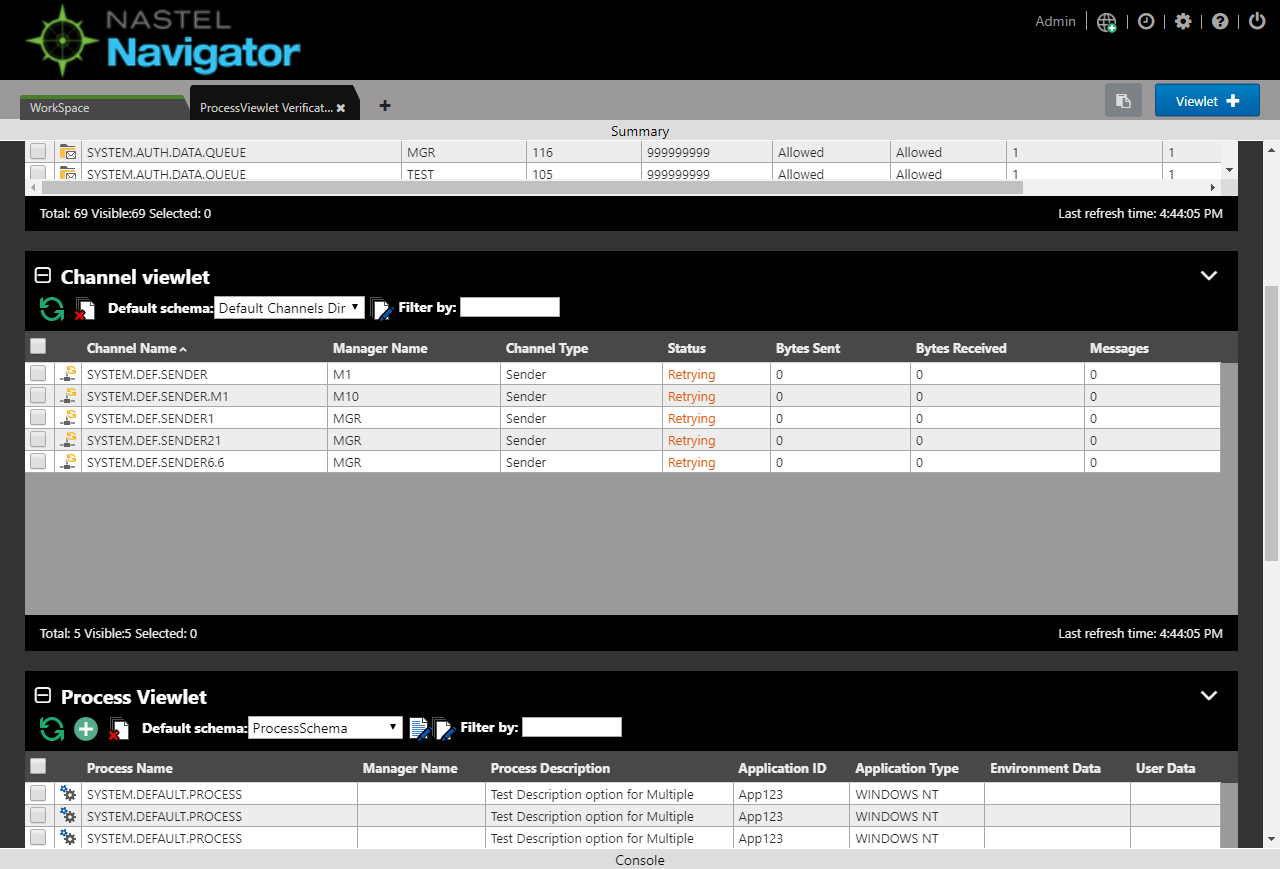 NASTEL
Navigator
Admin
WorkSpace
ProcessViewlet Verificat...
Viewlet
Summary
SYSTEM.AUTH.DATA.QUEUE MGR 116 999999999 Allowed Allowed 1 1
SYSTEM.AUTH.DATA.QUEUE TEST 105 999999999 Allowed Allowed 1 1
Total: 69 Visible:69 Selected: 0 Last refresh time: 4:44:05 PM
Channel viewlet
Default schema: Default Channels Dir Filter by:
Channel Name Manager Name Channel Type Status Bytes Sent Bytes Received Messages
SYSTEM.DEF.SENDER M1 Sender Retrying 0 0 0
SYSTEM.DEF.SENDER.M1 M10 Sender Retrying 0 0 0
SYSTEM.DEF.SENDER1 MGR Sender Retrying 0 0 0
SYSTEM.DEF.SENDER21 MGR Sender Retrying 0 0 0
SYSTEM.DEF.SENDER6.6 MGR Sender Retrying 0 0 0
Total: 5 Visible:5 Selected: 0 Last refresh time: 4:44:05 PM
Process Viewlet
Default schema: ProcessSchema Filter by:
Process Name Manager Name Process Description Application ID Application Type Environment Data User Data
SYSTEM.DEFAULT.PROCESS Test Description option for Multiple App123 WINDOWS NT
SYSTEM.DEFAULT.PROCESS Test Description option for Multiple App123 WINDOWS NT
SYSTEM.DEFAULT.PROCESS Test Description option for Multiple App123 WINDOWS NT
Console